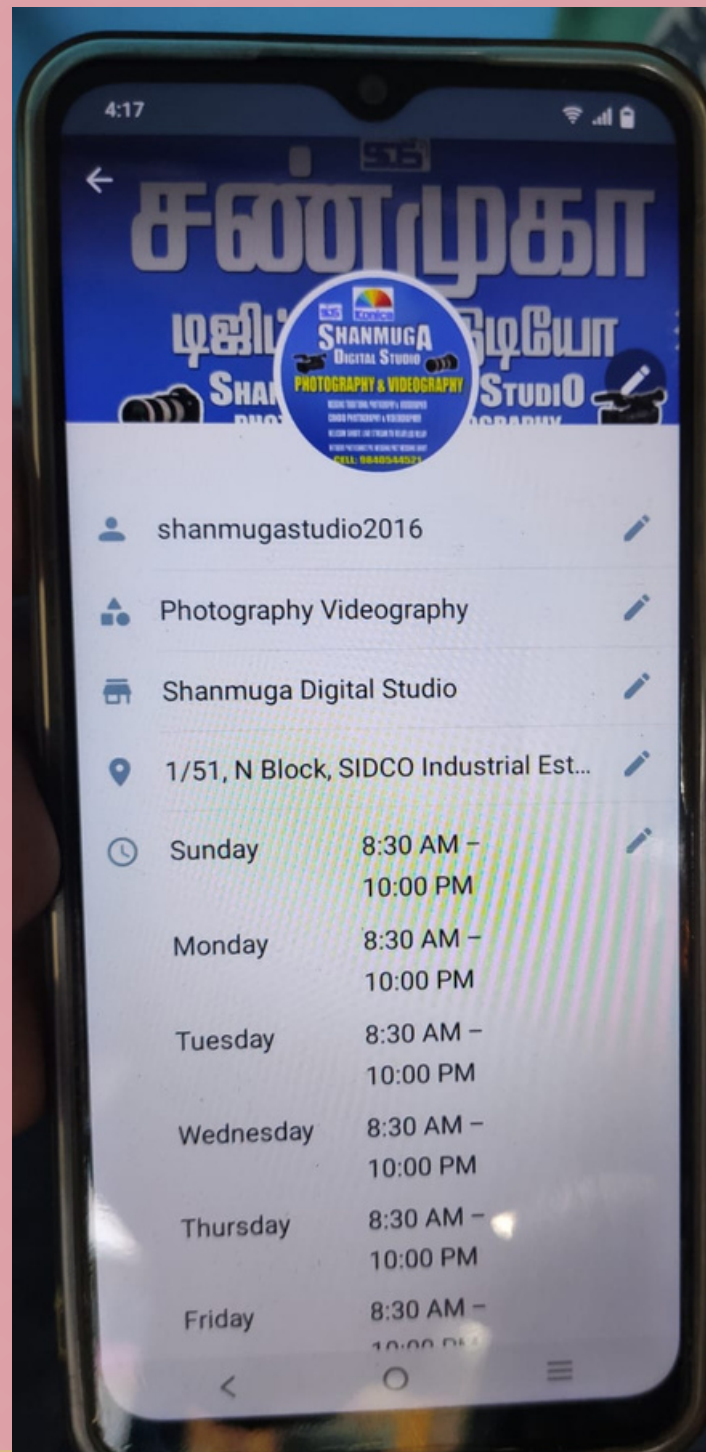 4:17
சண்முகா
SHANMUGA
DIGITAL STUDIO
PHOTOGRAPHY & VIDEOGRAPHY
STUDIO
CELL: 9840544521
shanmugastudio2016
Photography Videography
Shanmuga Digital Studio
1/51, N Block, SIDCO Industrial Est...
Sunday 8:30 AM –
10:00 PM
Monday 8:30 AM –
10:00 PM
Tuesday 8:30 AM –
10:00 PM
Wednesday 8:30 AM –
10:00 PM
Thursday 8:30 AM –
10:00 PM
Friday 8:30 AM –